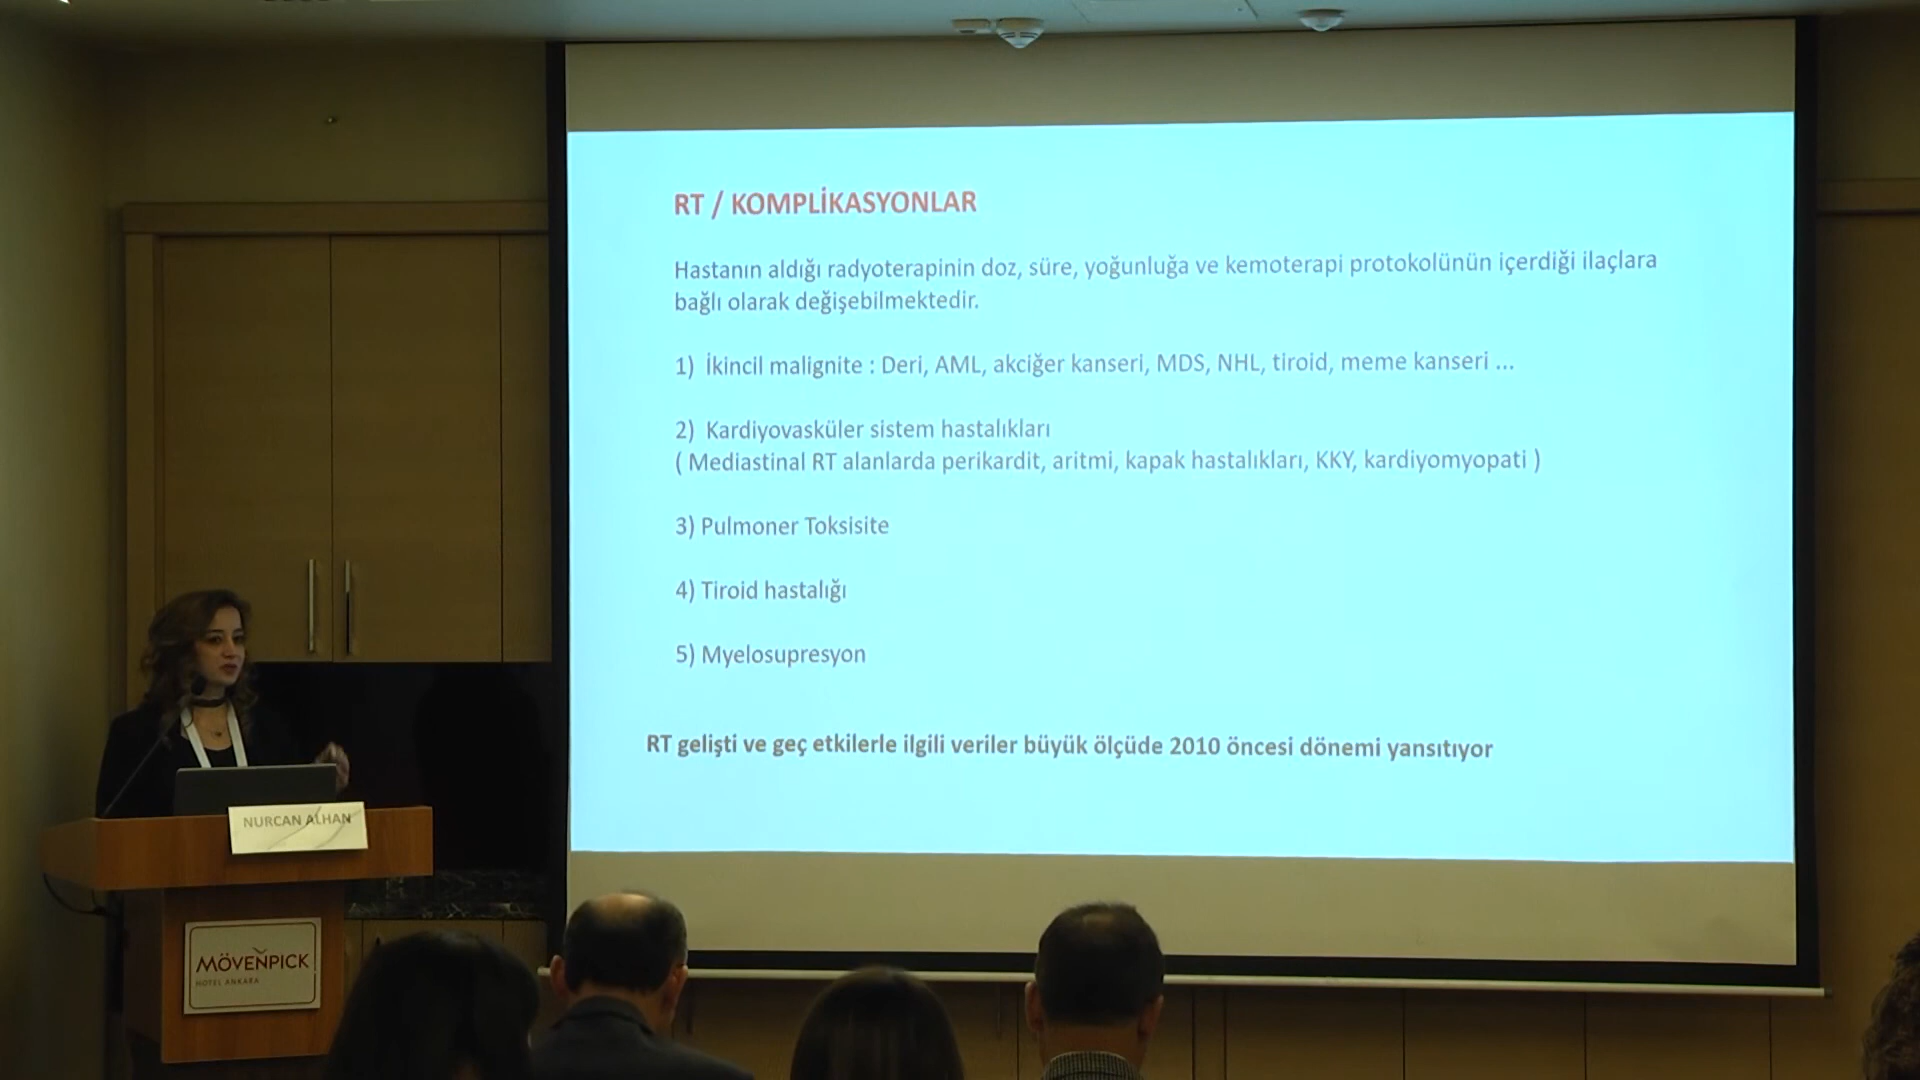 RT / KOMPLİKASYONLAR
Hastanın aldığı radyoterapinin doz, süre, yoğunluğa ve kemoterapi protokolünün içerdiği ilaçlara
bağlı olarak değişebilmektedir.
1) İkincil malignite : Deri, AML, akciğer kanseri, MDS, NHL, tiroid, meme kanseri ...
2) Kardiyovasküler sistem hastalıkları
( Mediastinal RT alanlarda perikardit, aritmi, kapak hastalıkları, KKY, kardiyomyopati )
3) Pulmoner Toksisite
4) Tiroid hastalığı
5) Myelosupresyon
RT gelişti ve geç etkilerle ilgili veriler büyük ölçüde 2010 öncesi dönemi yansıtıyor
NURCAN ALHAN
MÖVENPICK
HOTEL ANKARA